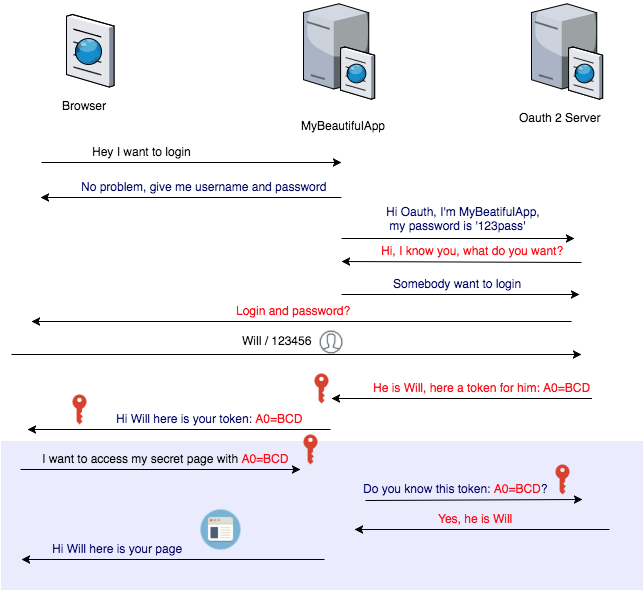 Browser
MyBeautifulApp
Oauth 2 Server
Hey I want to login
No problem, give me username and password
Hi Oauth, I'm MyBeatifulApp,
my password is '123pass'
Hi, I know you, what do you want?
Somebody want to login
Login and password?
Will / 123456
He is Will, here a token for him: A0=BCD
Hi Will here is your token: A0=BCD
I want to access my secret page with A0=BCD
Do you know this token: A0=BCD?
Yes, he is Will
Hi Will here is your page